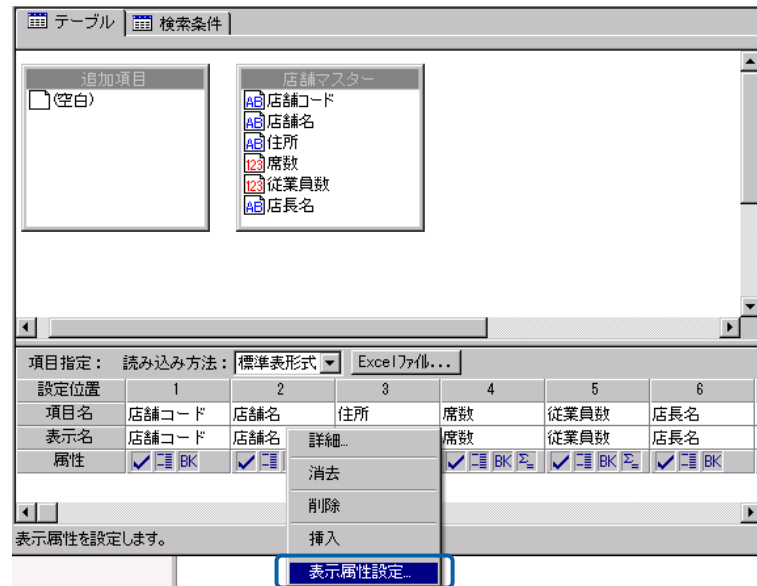 テーブル 検索条件
追加項目 店舗マスター
(空白)
AB 店舗コード
AB 店舗名
AB 住所
123 席数
123 従業員数
AB 店長名
項目指定： 読み込み方法： 標準表形式 Excelファイル...
設定位置 1 2 3 4 5 6
項目名 店舗コード 店舗名 住所 席数 従業員数 店長名
表示名 店舗コード 店舗名 席数 従業員数 店長名
属性 BK BK Σ BK Σ BK
詳細...
消去
削除
挿入
表示属性設定...
表示属性を設定します。